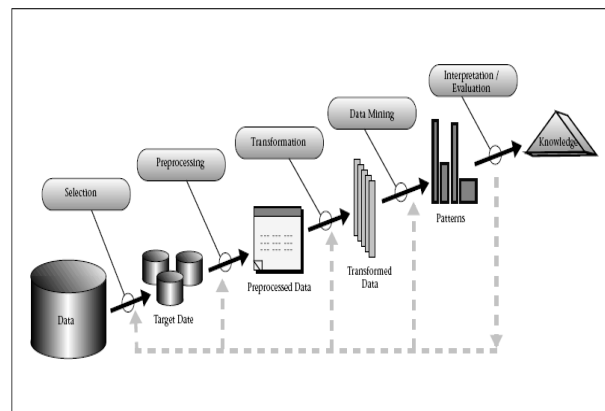 Interpretation /
Evaluation
Data Mining
Transformation
Preprocessing
Selection
Knowledge
Patterns
Transformed
Data
Preprocessed Data
Target Date
Data